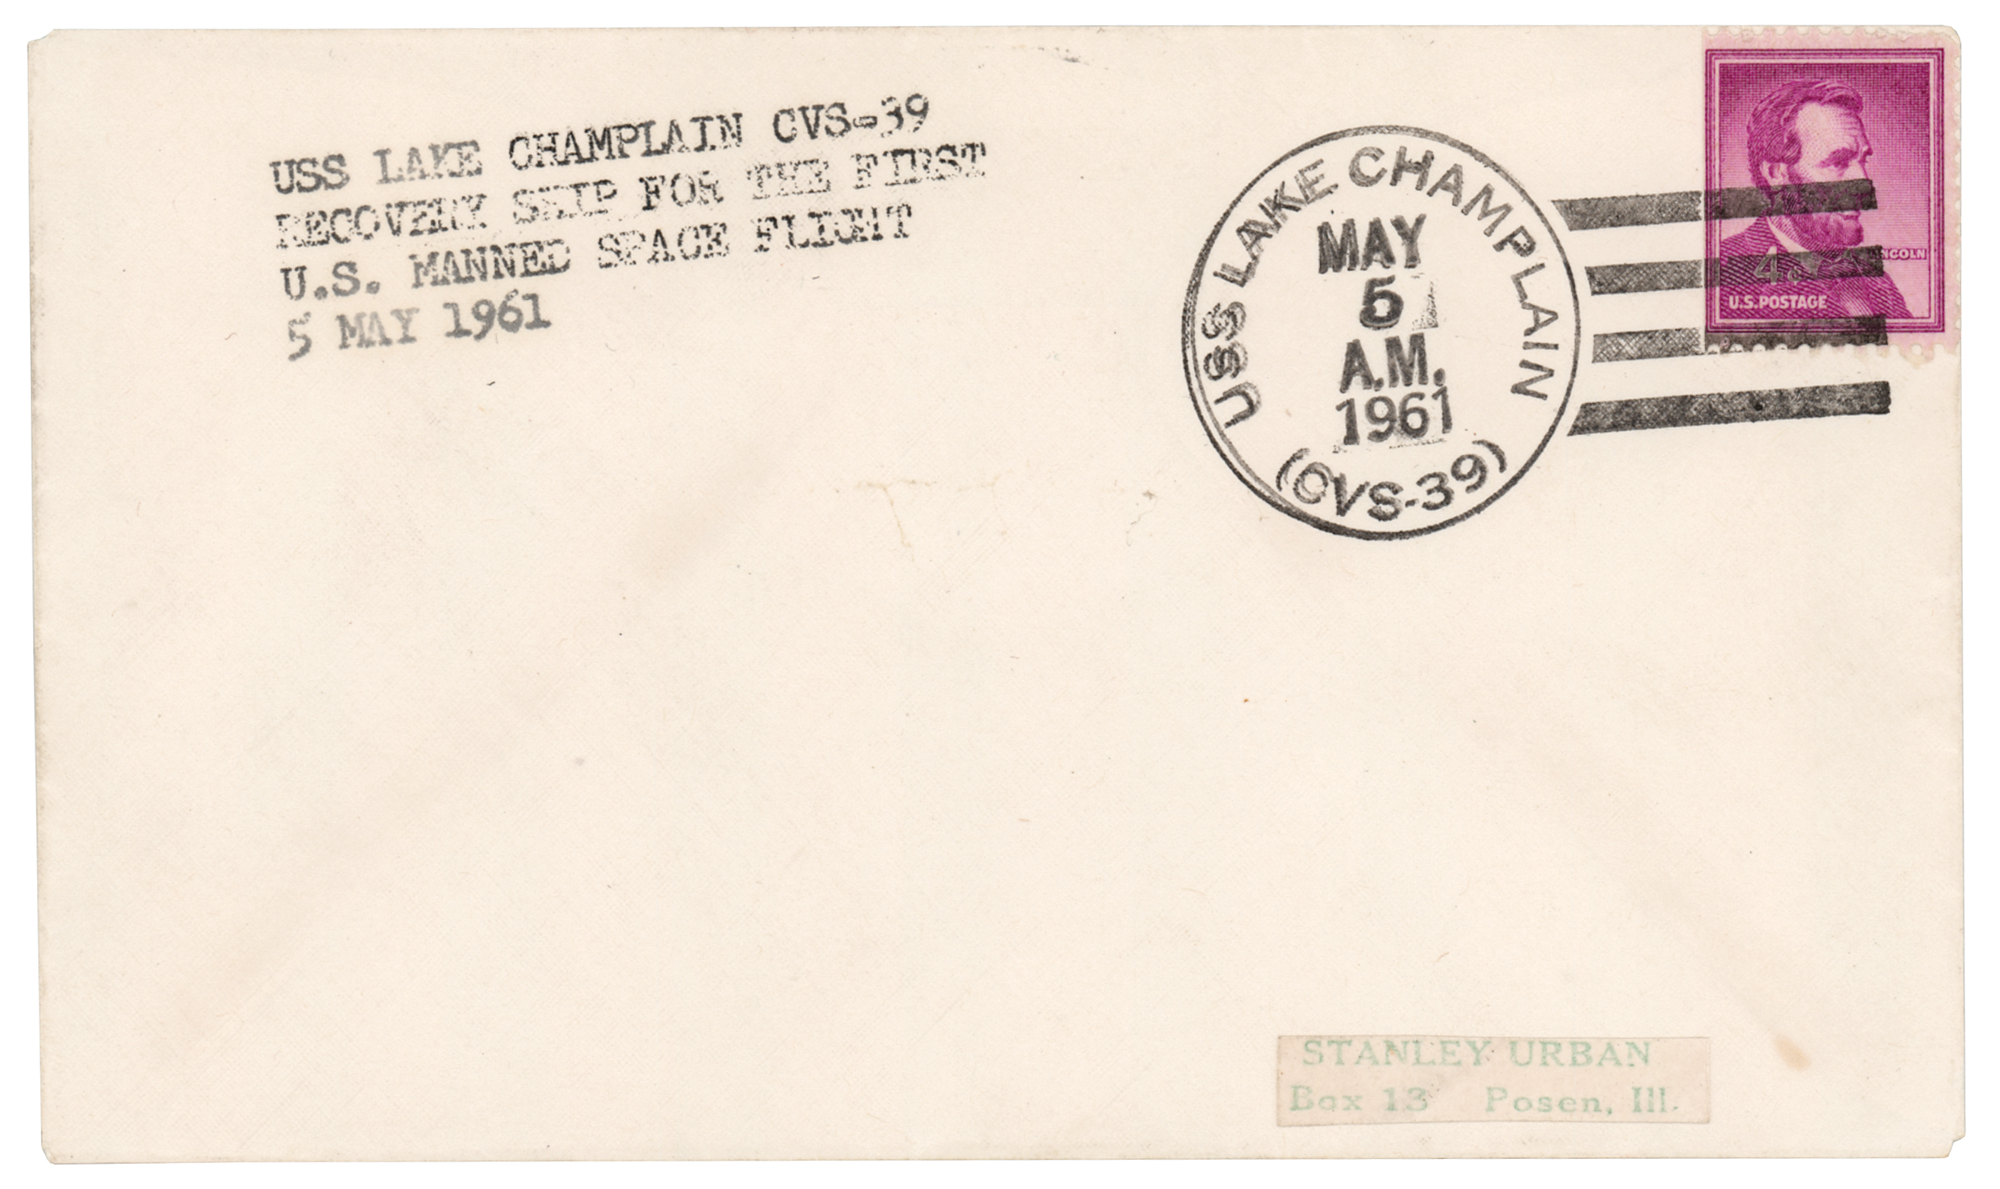 USS LAKE CHAMPLAIN CVS-39
RECOVERY SHIP FOR THE FIRST
U.S. MANNED SPACE FLIGHT
5 MAY 1961
USS LAKE CHAMPLAIN
MAY
5
A.M.
1961
(CVS-39)
4¢ LINCOLN
U.S. POSTAGE
STANLEY URBAN
Box 13 Posen, Ill.